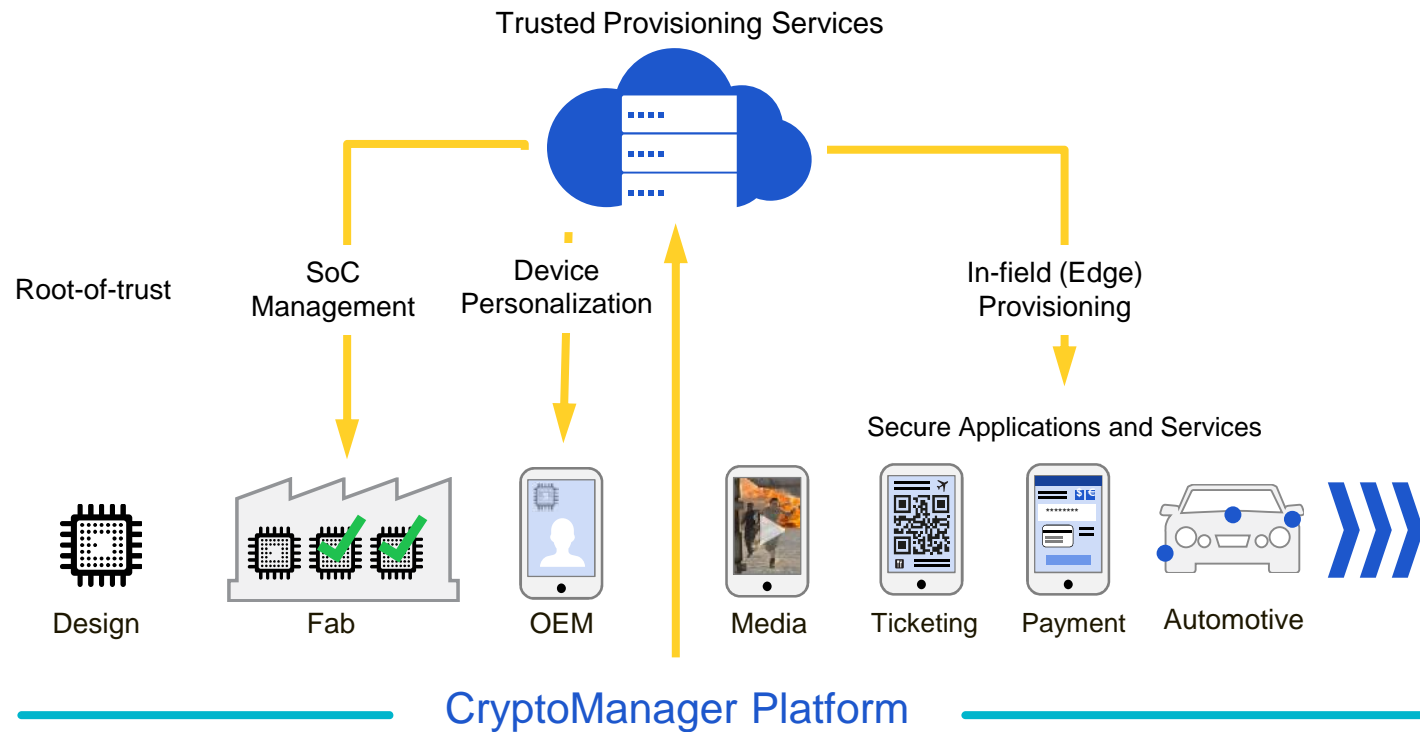 Trusted Provisioning Services
Root-of-trust
SoC
Management
Device
Personalization
In-field (Edge)
Provisioning
Secure Applications and Services
$ €
********
Design
Fab
OEM
Media
Ticketing
Payment
Automotive
CryptoManager Platform